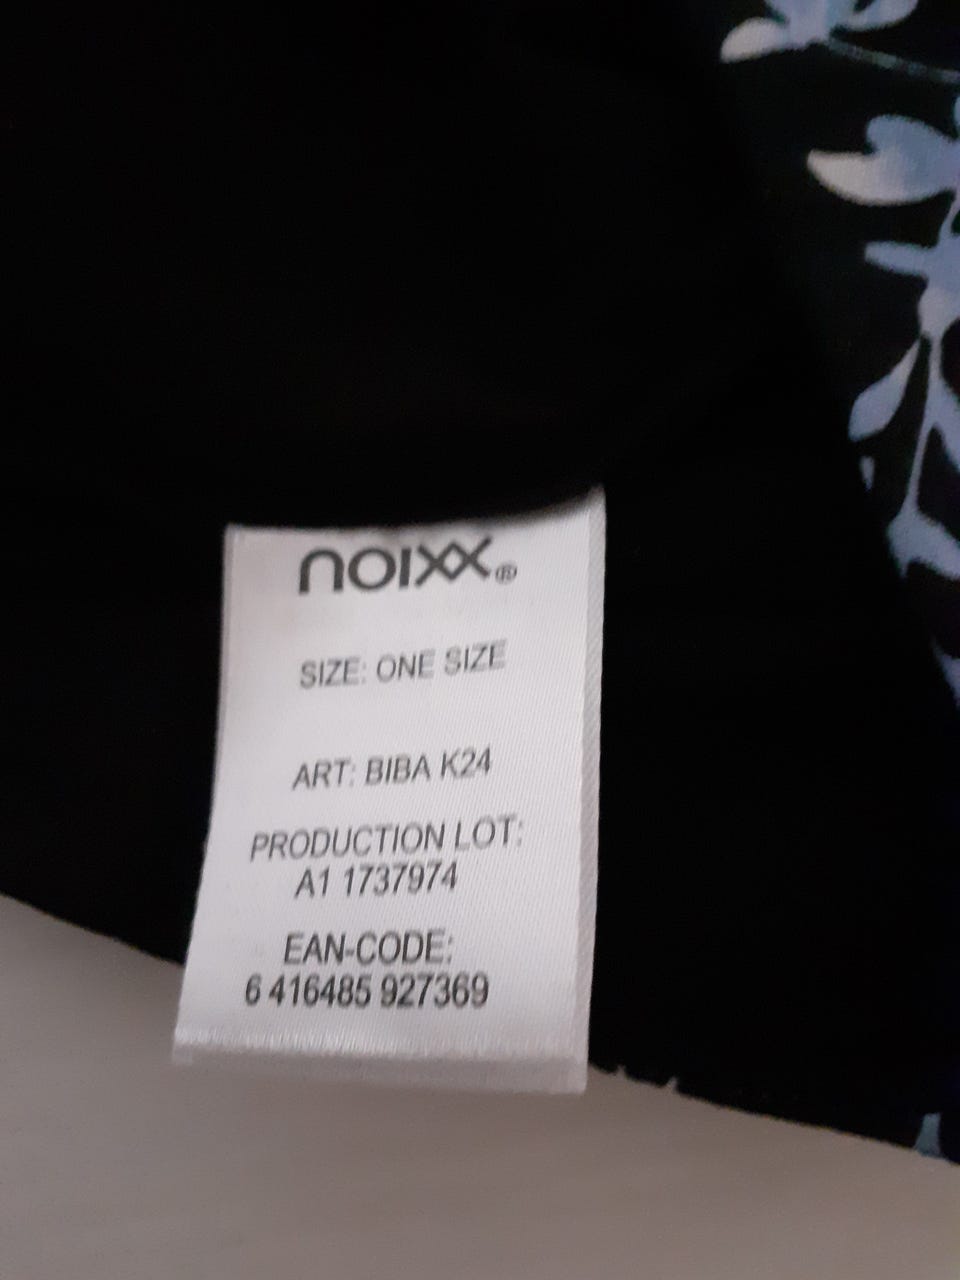 noixx®
SIZE: ONE SIZE
ART: BIBA K24
PRODUCTION LOT:
A1 1737974
EAN-CODE:
6 416485 927369